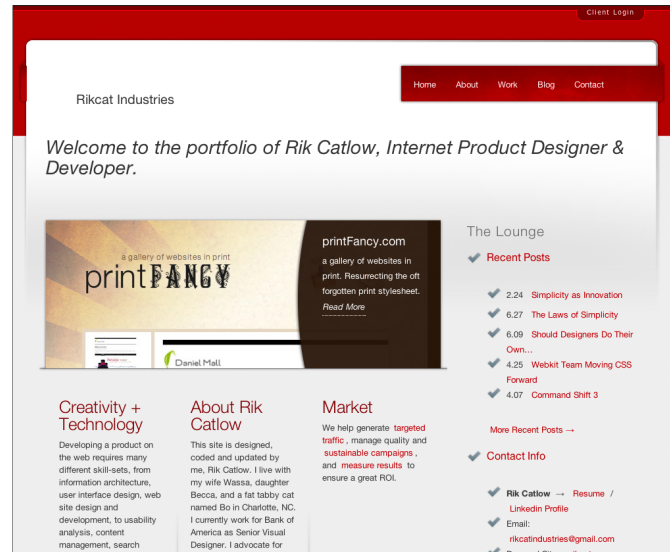 Client Login
Home About Work Blog Contact
Rikcat Industries
Welcome to the portfolio of Rik Catlow, Internet Product Designer &
Developer.
a gallery of websites in print
printFANCY
Daniel Mall
printFancy.com
a gallery of websites in
print. Resurrecting the oft
forgotten print stylesheet.
Read More
The Lounge
Recent Posts
2.24 Simplicity as Innovation
6.27 The Laws of Simplicity
6.09 Should Designers Do Their
Own...
4.25 Webkit Team Moving CSS
Forward
4.07 Command Shift 3
More Recent Posts →
Contact Info
Rik Catlow → Resume /
Linkedin Profile
Email:
rikcatindustries@gmail.com
Creativity +
Technology
Developing a product on
the web requires many
different skill-sets, from
information architecture,
user interface design, web
site design and
development, to usability
analysis, content
management, search
About Rik
Catlow
This site is designed,
coded and updated by
me, Rik Catlow. I live with
my wife Wassa, daughter
Becca, and a fat tabby cat
named Bo in Charlotte, NC.
I currently work for Bank of
America as Senior Visual
Designer. I advocate for
Market
We help generate targeted
traffic , manage quality and
sustainable campaigns ,
and measure results to
ensure a great ROI.